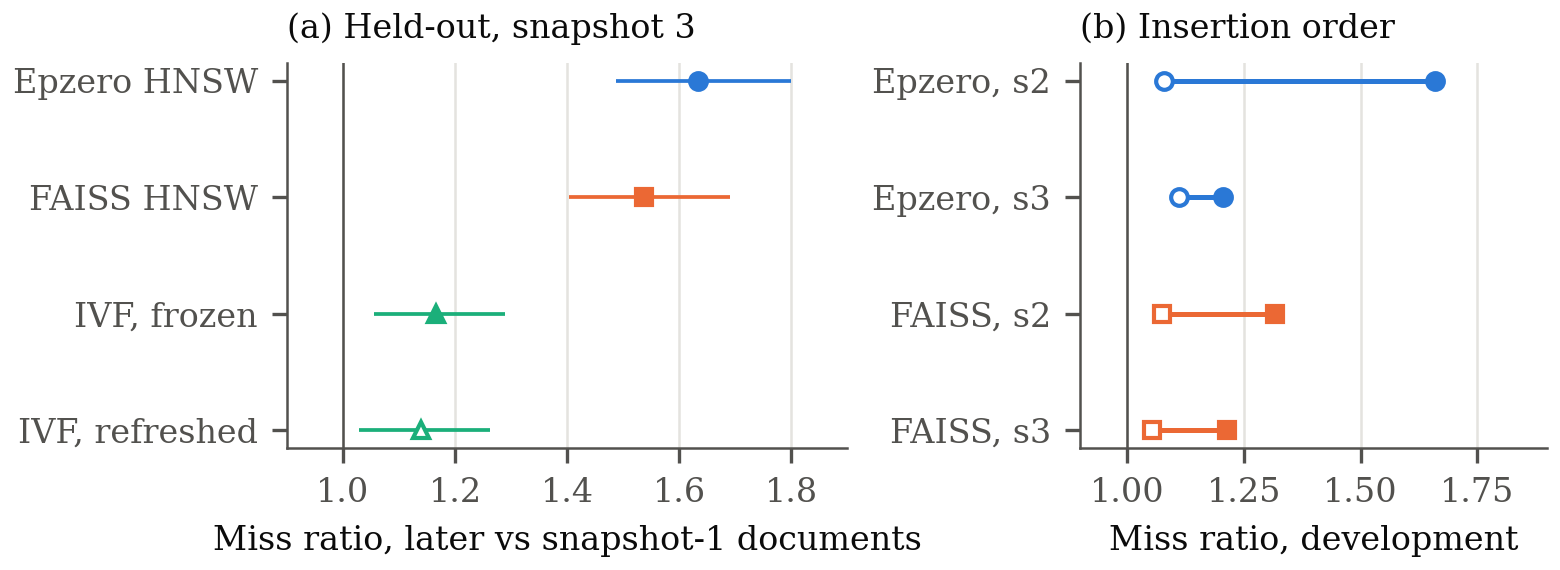 (a) Held-out, snapshot 3
Epzero HNSW
FAISS HNSW
IVF, frozen
IVF, refreshed
1.0 1.2 1.4 1.6 1.8
Miss ratio, later vs snapshot-1 documents
(b) Insertion order
Epzero, s2
Epzero, s3
FAISS, s2
FAISS, s3
1.00 1.25 1.50 1.75
Miss ratio, development